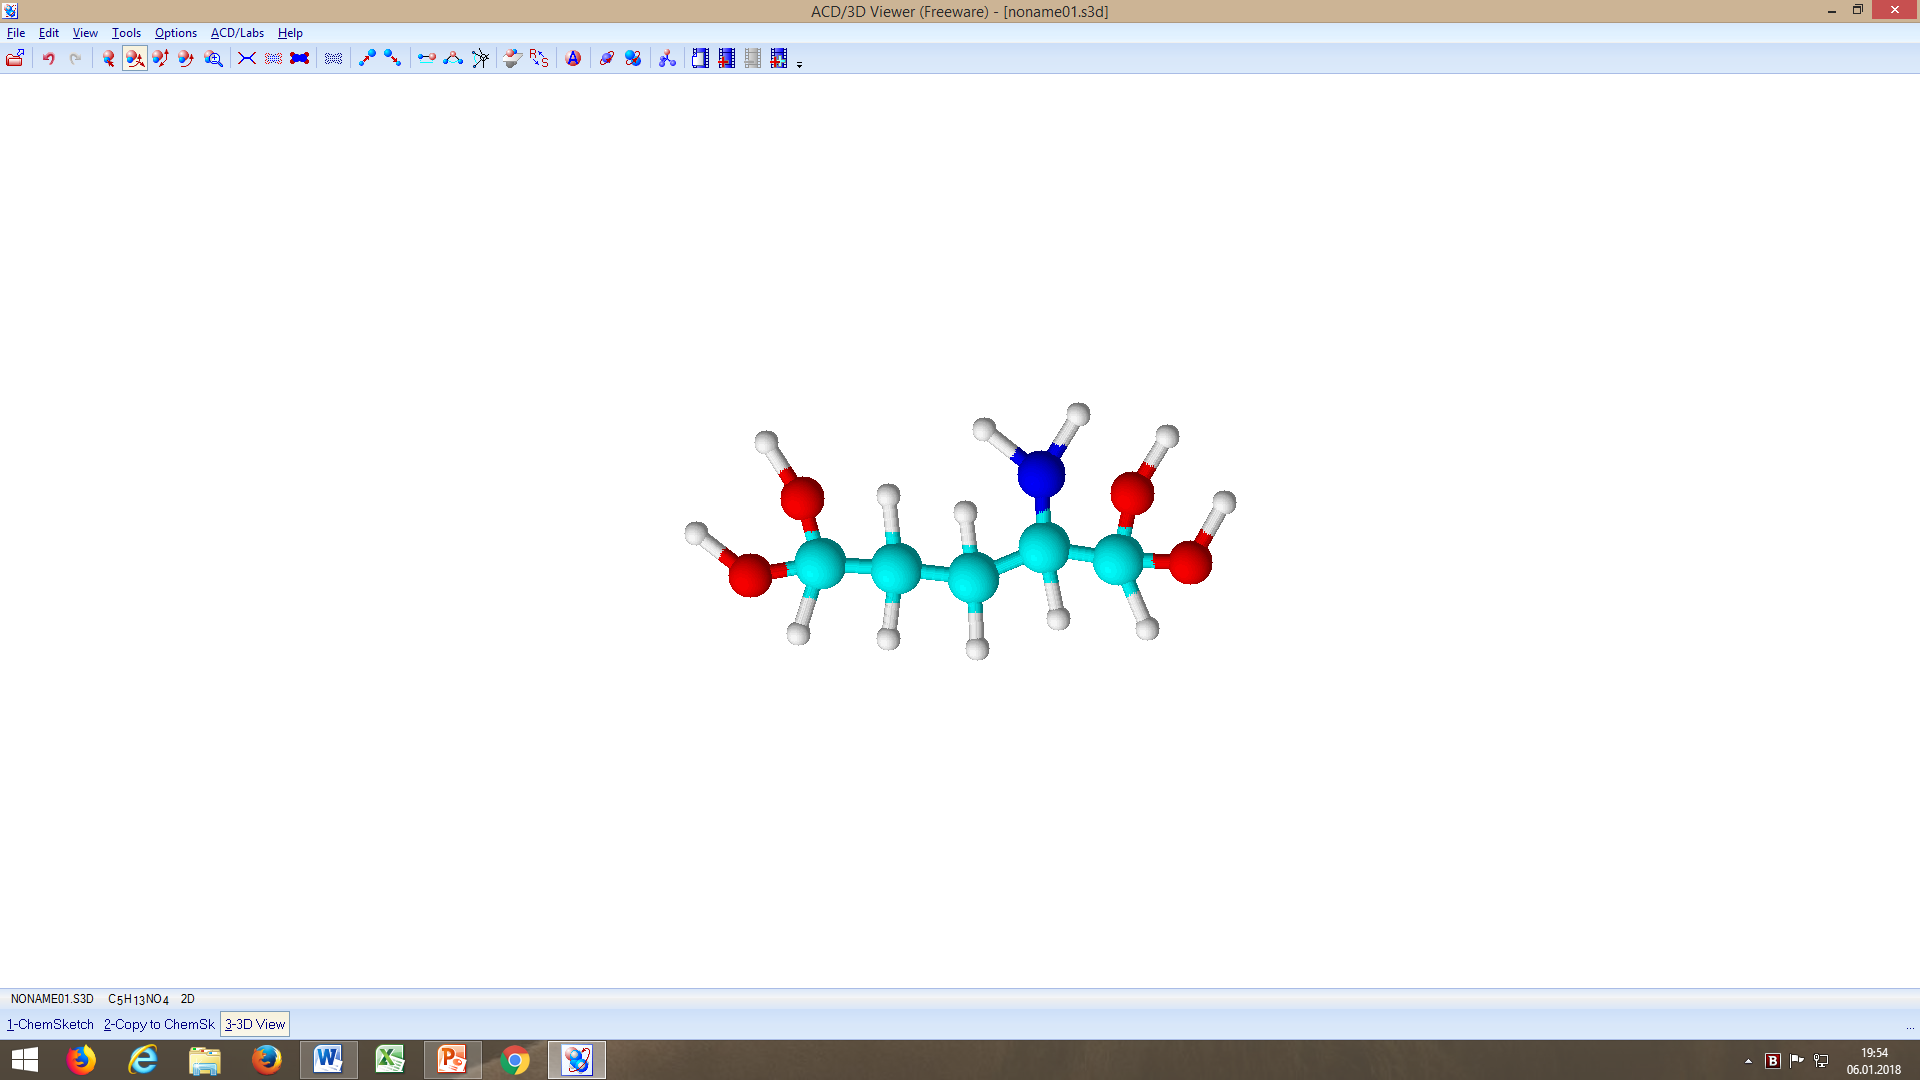 ACD/3D Viewer (Freeware) - [noname01.s3d]
File Edit View Tools Options ACD/Labs Help
NONAME01.S3D C5H13NO4 2D
1-ChemSketch 2-Copy to ChemSk 3-3D View ...
19:54
06.01.2018